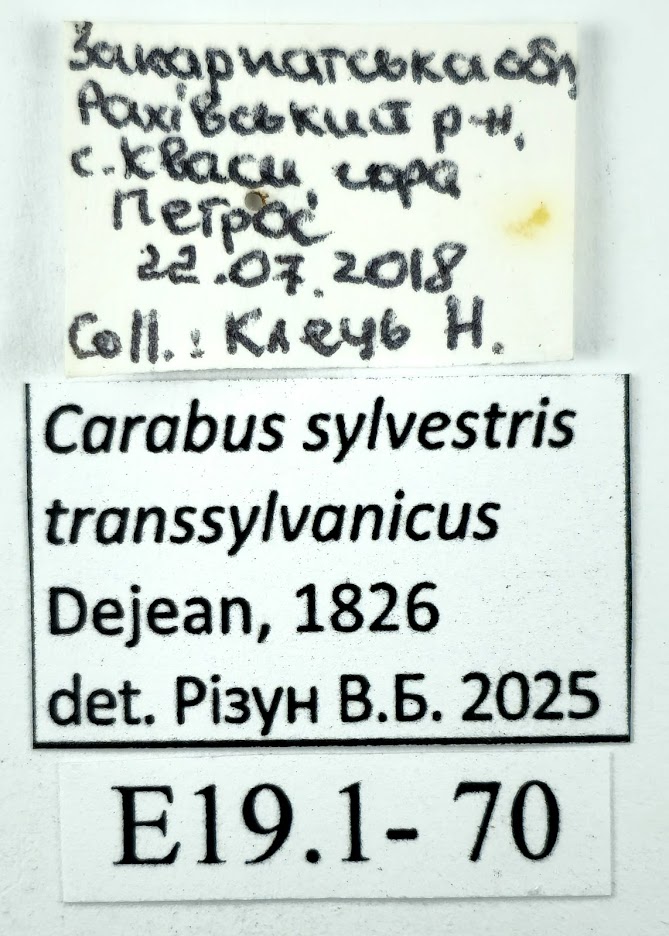 Закарпатська обл
Рахівський р-н,
с. Кваси, гора
Петрос
22.07.2018
Coll.: Клець Н.
Carabus sylvestris
transsylvanicus
Dejean, 1826
det. Різун В.Б. 2025
E19.1- 70